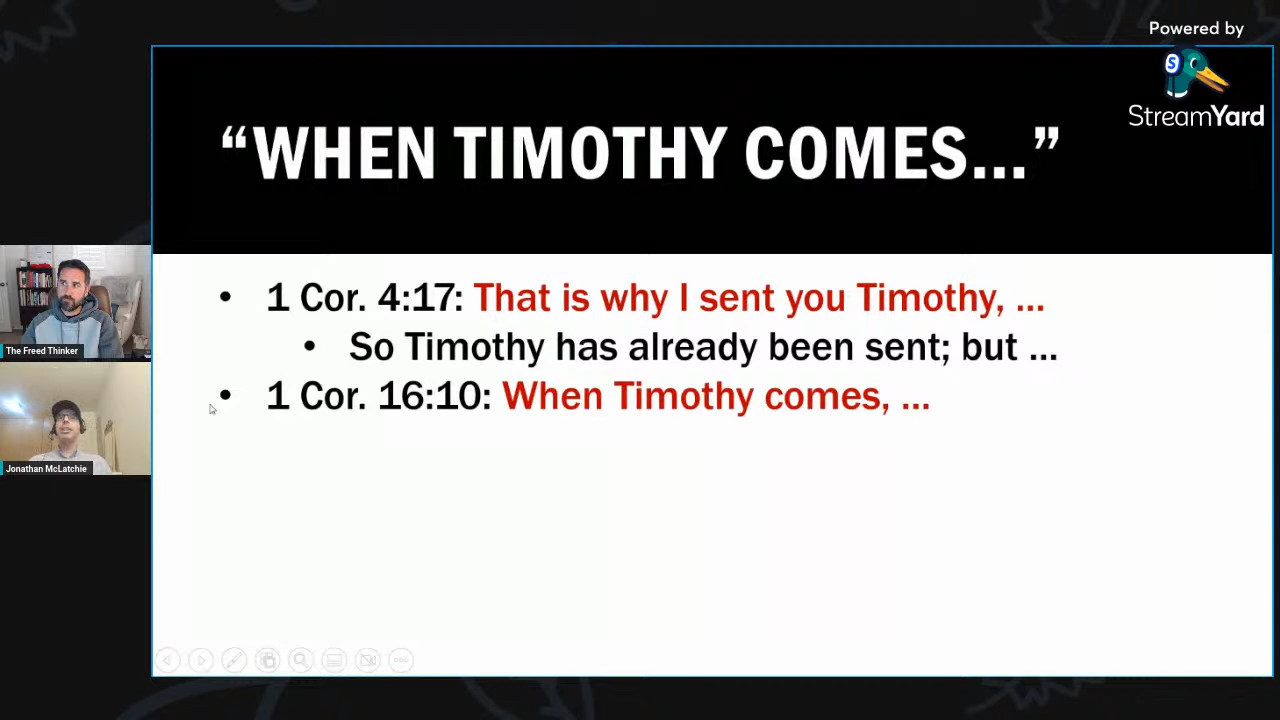 Powered by
StreamYard
“WHEN TIMOTHY COMES…”
• 1 Cor. 4:17: That is why I sent you Timothy, …
• So Timothy has already been sent; but …
• 1 Cor. 16:10: When Timothy comes, …
The Freed Thinker
Jonathan McLatchie